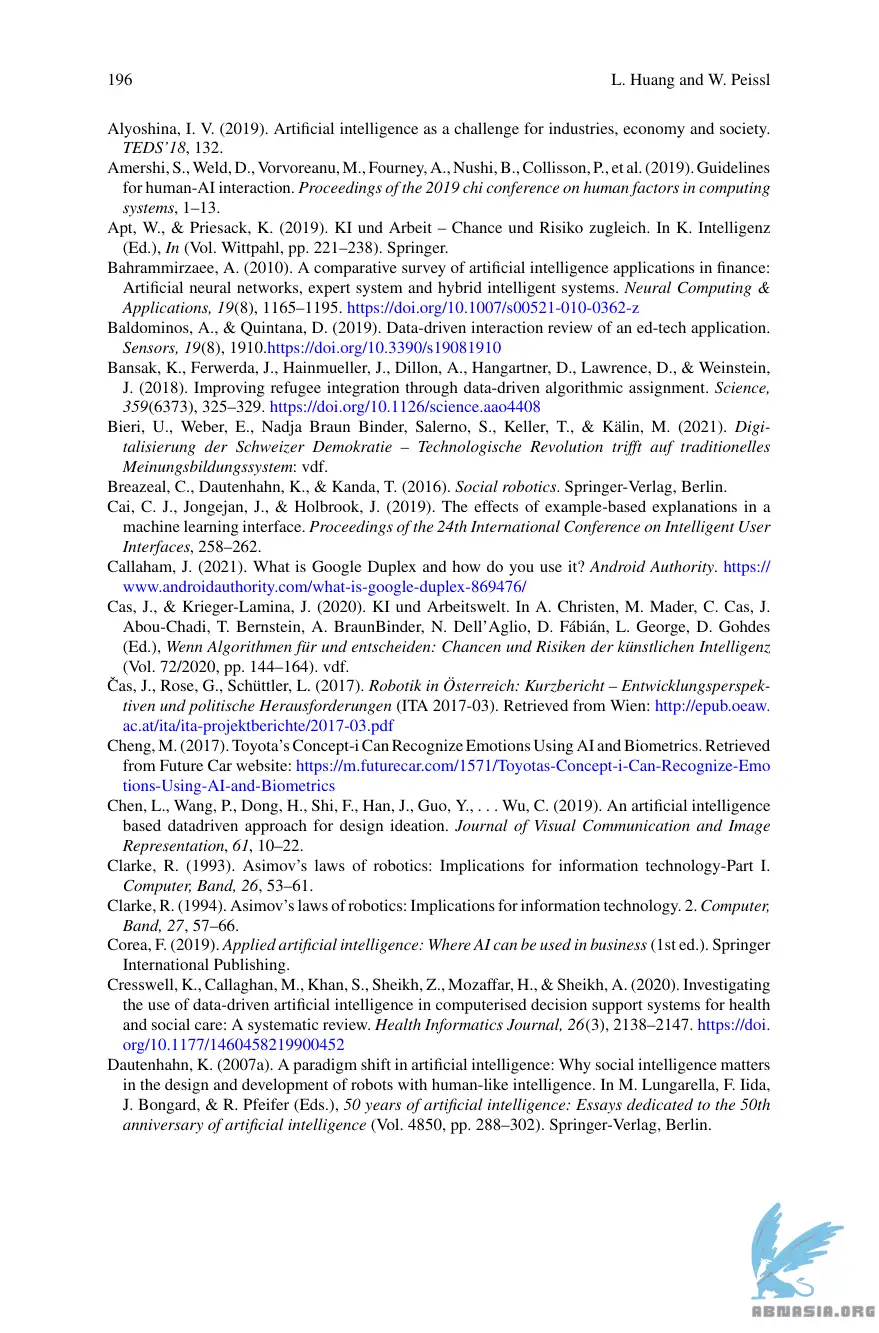 196
L. Huang and W. Peissl
Alyoshina, I. V. (2019). Artificial intelligence as a challenge for industries, economy and society.
TEDS’18, 132.
Amershi, S., Weld, D., Vorvoreanu, M., Fourney, A., Nushi, B., Collisson, P., et al. (2019). Guidelines
for human-AI interaction. Proceedings of the 2019 chi conference on human factors in computing
systems, 1–13.
Apt, W., & Priesack, K. (2019). KI und Arbeit – Chance und Risiko zugleich. In K. Intelligenz
(Ed.), In (Vol. Wittpahl, pp. 221–238). Springer.
Bahrammirzaee, A. (2010). A comparative survey of artificial intelligence applications in finance:
Artificial neural networks, expert system and hybrid intelligent systems. Neural Computing &
Applications, 19(8), 1165–1195. https://doi.org/10.1007/s00521-010-0362-z
Baldominos, A., & Quintana, D. (2019). Data-driven interaction review of an ed-tech application.
Sensors, 19(8), 1910.https://doi.org/10.3390/s19081910
Bansak, K., Ferwerda, J., Hainmueller, J., Dillon, A., Hangartner, D., Lawrence, D., & Weinstein,
J. (2018). Improving refugee integration through data-driven algorithmic assignment. Science,
359(6373), 325–329. https://doi.org/10.1126/science.aao4408
Bieri, U., Weber, E., Nadja Braun Binder, Salerno, S., Keller, T., & Kälin, M. (2021). Digi-
talisierung der Schweizer Demokratie – Technologische Revolution trifft auf traditionelles
Meinungsbildungssystem: vdf.
Breazeal, C., Dautenhahn, K., & Kanda, T. (2016). Social robotics. Springer-Verlag, Berlin.
Cai, C. J., Jongejan, J., & Holbrook, J. (2019). The effects of example-based explanations in a
machine learning interface. Proceedings of the 24th International Conference on Intelligent User
Interfaces, 258–262.
Callaham, J. (2021). What is Google Duplex and how do you use it? Android Authority. https://
www.androidauthority.com/what-is-google-duplex-869476/
Cas, J., & Krieger-Lamina, J. (2020). KI und Arbeitswelt. In A. Christen, M. Mader, C. Cas, J.
Abou-Chadi, T. Bernstein, A. BraunBinder, N. Dell’Aglio, D. Fábián, L. George, D. Gohdes
(Ed.), Wenn Algorithmen für und entscheiden: Chancen und Risiken der künstlichen Intelligenz
(Vol. 72/2020, pp. 144–164). vdf.
Čas, J., Rose, G., Schüttler, L. (2017). Robotik in Österreich: Kurzbericht – Entwicklungsperspek-
tiven und politische Herausforderungen (ITA 2017-03). Retrieved from Wien: http://epub.oeaw.
ac.at/ita/ita-projektberichte/2017-03.pdf
Cheng, M. (2017). Toyota’s Concept-i Can Recognize Emotions Using AI and Biometrics. Retrieved
from Future Car website: https://m.futurecar.com/1571/Toyotas-Concept-i-Can-Recognize-Emo
tions-Using-AI-and-Biometrics
Chen, L., Wang, P., Dong, H., Shi, F., Han, J., Guo, Y., . . . Wu, C. (2019). An artificial intelligence
based datadriven approach for design ideation. Journal of Visual Communication and Image
Representation, 61, 10–22.
Clarke, R. (1993). Asimov’s laws of robotics: Implications for information technology-Part I.
Computer, Band, 26, 53–61.
Clarke, R. (1994). Asimov’s laws of robotics: Implications for information technology. 2. Computer,
Band, 27, 57–66.
Corea, F. (2019). Applied artificial intelligence: Where AI can be used in business (1st ed.). Springer
International Publishing.
Cresswell, K., Callaghan, M., Khan, S., Sheikh, Z., Mozaffar, H., & Sheikh, A. (2020). Investigating
the use of data-driven artificial intelligence in computerised decision support systems for health
and social care: A systematic review. Health Informatics Journal, 26(3), 2138–2147. https://doi.
org/10.1177/1460458219900452
Dautenhahn, K. (2007a). A paradigm shift in artificial intelligence: Why social intelligence matters
in the design and development of robots with human-like intelligence. In M. Lungarella, F. Iida,
J. Bongard, & R. Pfeifer (Eds.), 50 years of artificial intelligence: Essays dedicated to the 50th
anniversary of artificial intelligence (Vol. 4850, pp. 288–302). Springer-Verlag, Berlin.
ABNASIA.ORG